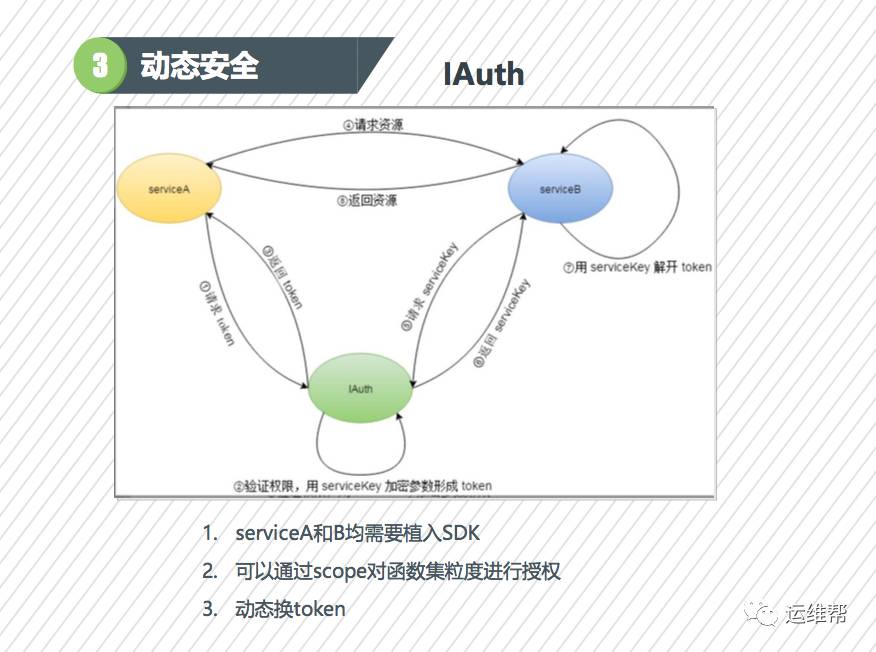 3 动态安全
IAuth
④请求资源
serviceA
serviceB
⑧返回资源
③返回 token
①请求 token
⑤请求 serviceKey
⑥返回 serviceKey
⑦用 serviceKey 解开 token
IAuth
②验证权限，用 serviceKey 加密参数形成 token
1. serviceA和B均需要植入SDK
2. 可以通过scope对函数集粒度进行授权
3. 动态换token
运维帮